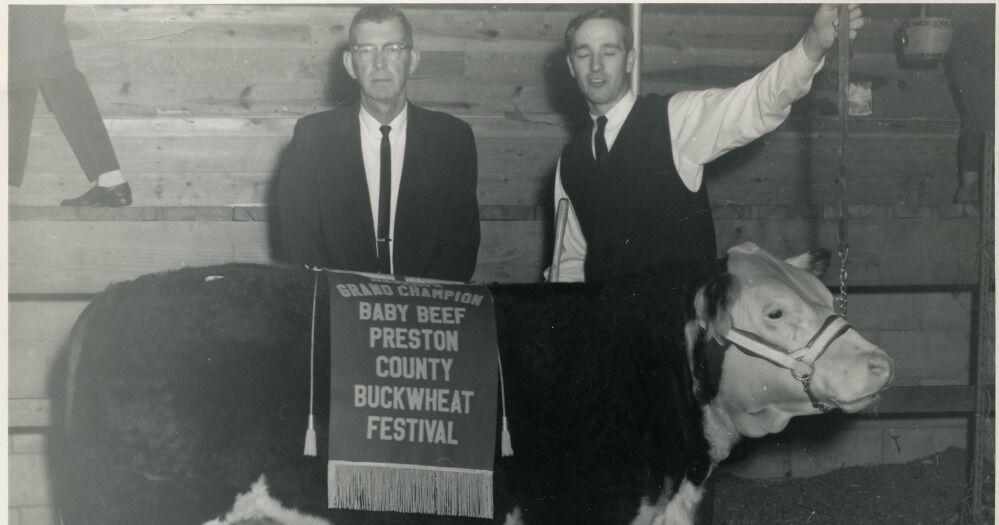 GRAND CHAMPION
BABY BEEF
PRESTON
COUNTY
BUCKWHEAT
FESTIVAL